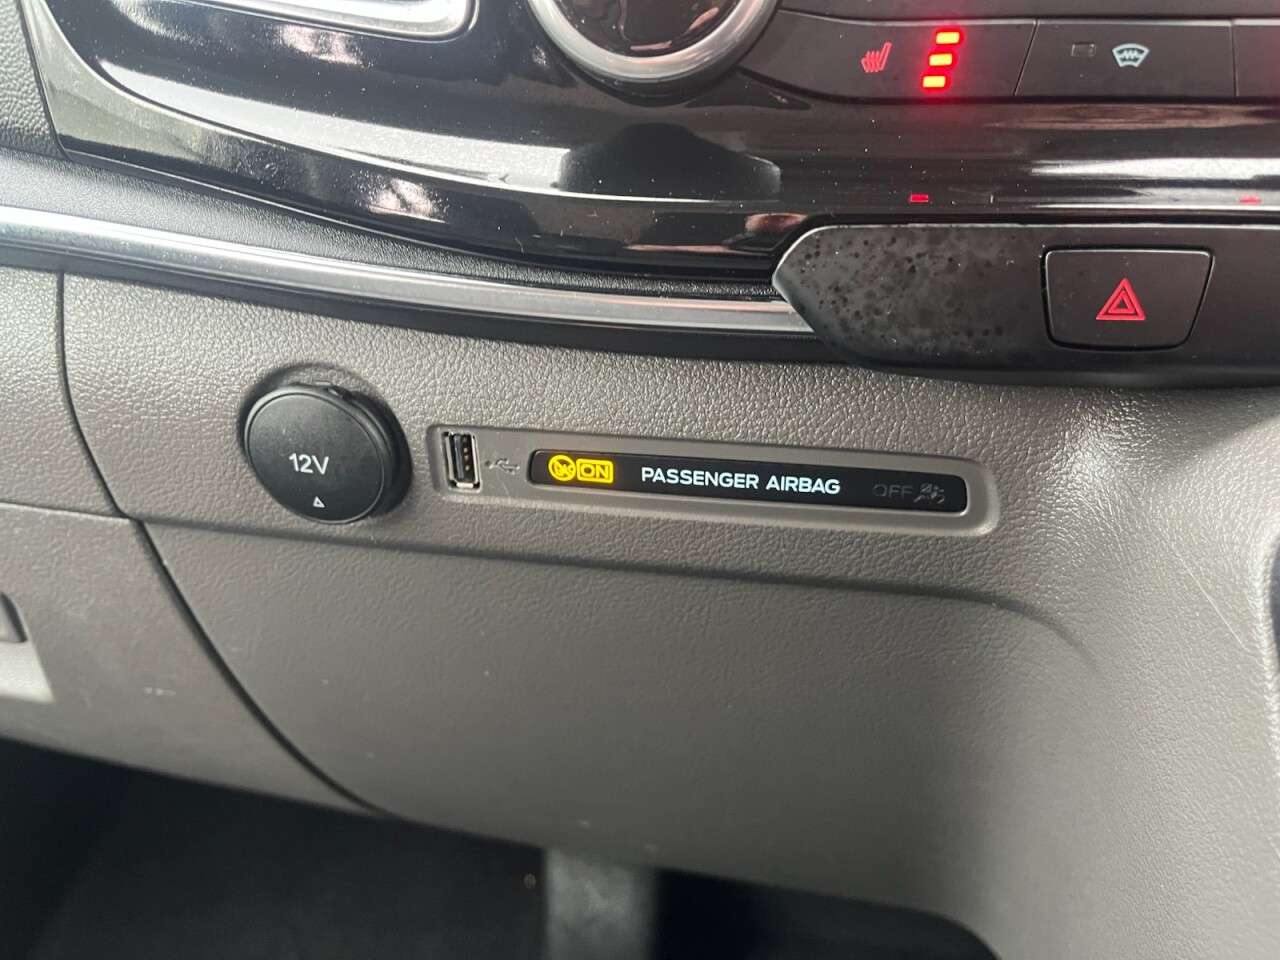 12V
ON PASSENGER AIRBAG OFF